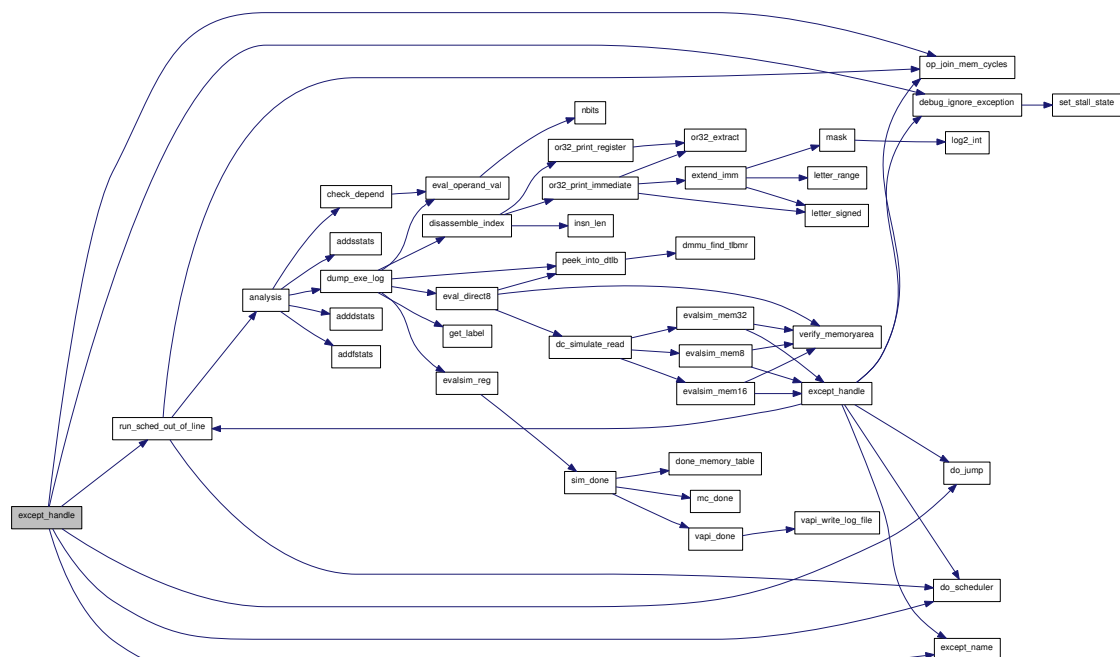 op_join_mem_cycles
debug_ignore_exception
set_stall_state
nbits
or32_print_register
or32_extract
mask
log2_int
or32_print_immediate
extend_imm
letter_range
check_depend
eval_operand_val
letter_signed
disassemble_index
insn_len
addsstats
peek_into_dtlb
dmmu_find_tlbmr
dump_exe_log
analysis
eval_direct8
adddstats
evalsim_mem32
get_label
verify_memoryarea
dc_simulate_read
addfstats
evalsim_mem8
evalsim_reg
evalsim_mem16
except_handle
run_sched_out_of_line
done_memory_table
do_jump
sim_done
mc_done
except_handle
vapi_done
vapi_write_log_file
do_scheduler
except_name